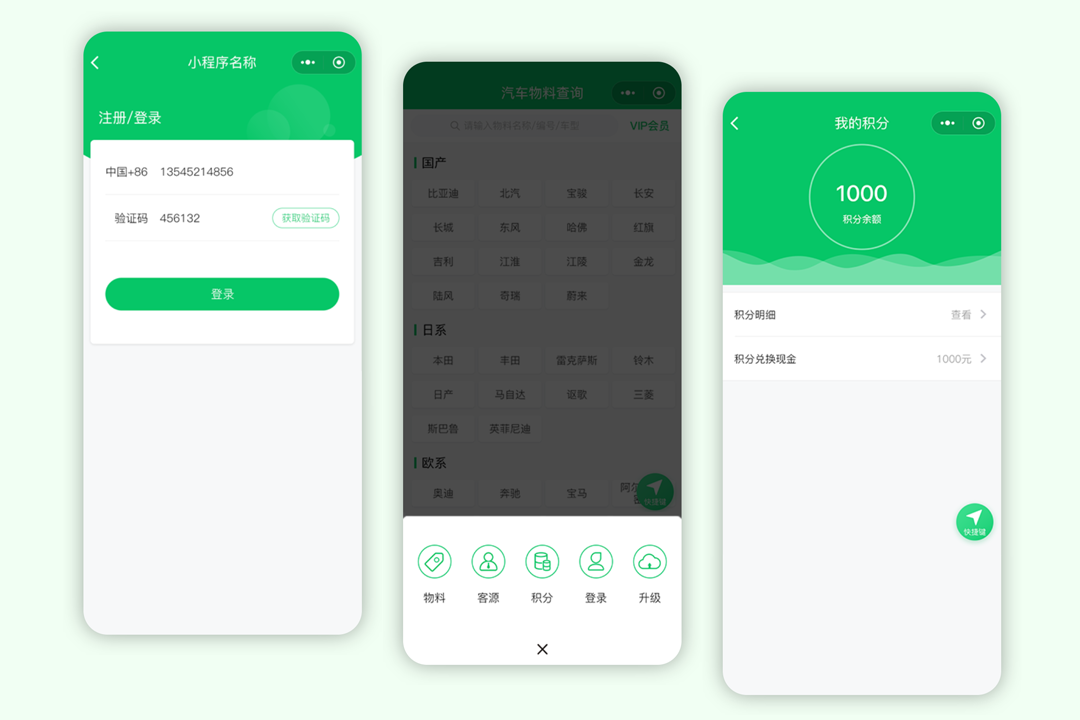 小程序名称
注册/登录
中国+86 13545214856
验证码 456132 获取验证码
登录
汽车物料查询
请输入物料名称/编号/车型 VIP会员
国产
比亚迪 北汽 宝骏 长安
长城 东风 哈佛 红旗
吉利 江淮 江陵 金龙
陆风 奇瑞 蔚来
日系
本田 丰田 雷克萨斯 铃木
日产 马自达 讴歌 三菱
斯巴鲁 英菲尼迪
欧系
奥迪 奔驰 宝马
快捷键
物料 客源 积分 登录 升级
我的积分
1000
积分余额
积分明细 查看
积分兑换现金 1000元
快捷键